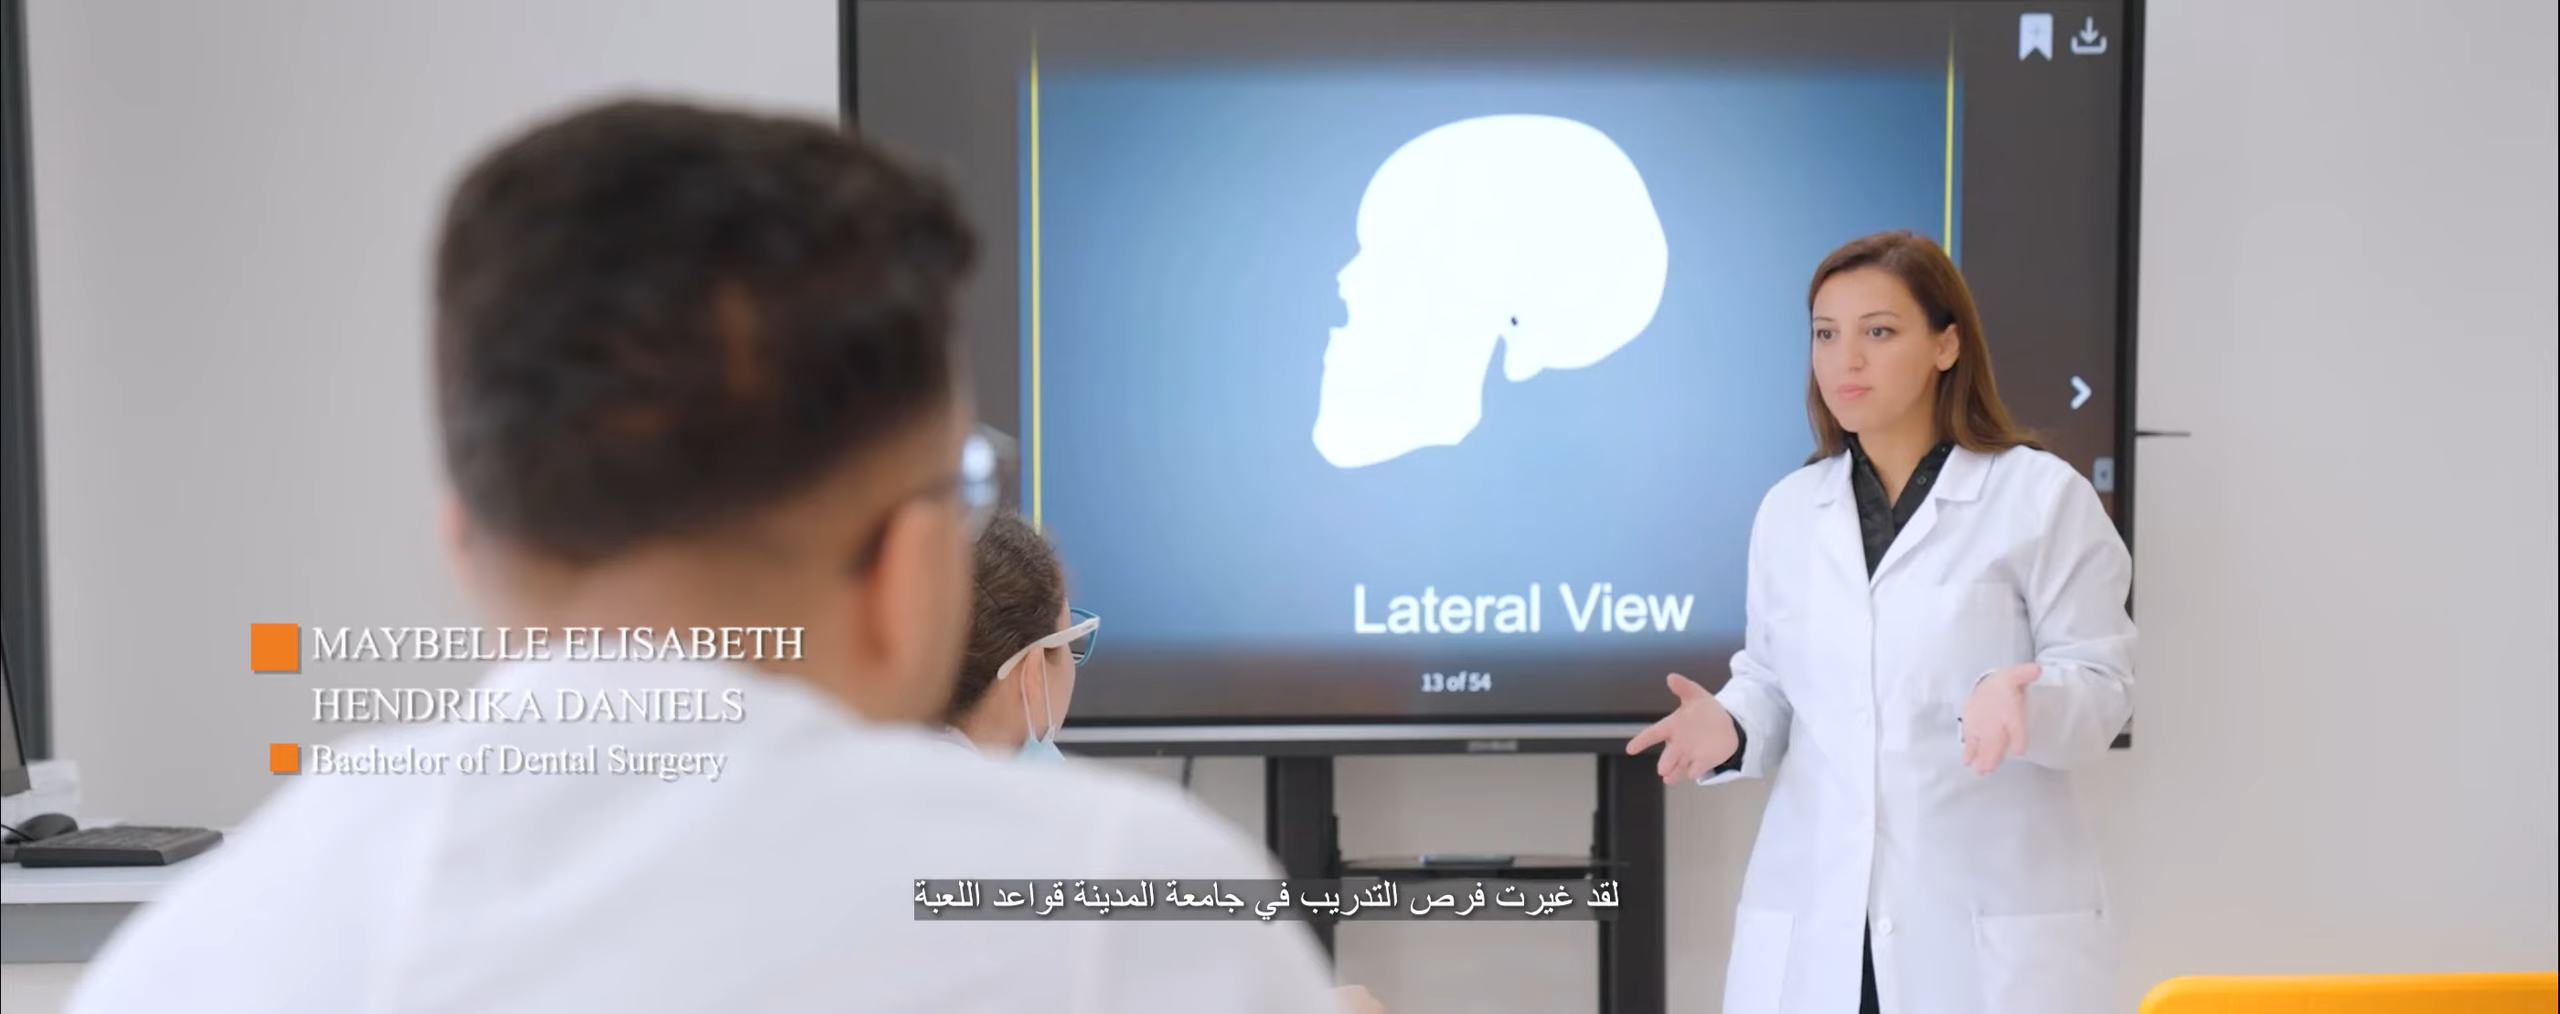 Lateral View
13 of 54
MAYBELLE ELISABETH
HENDRIKA DANIELS
Bachelor of Dental Surgery
لقد غيرت فرص التدريب في جامعة المدينة قواعد اللعبة